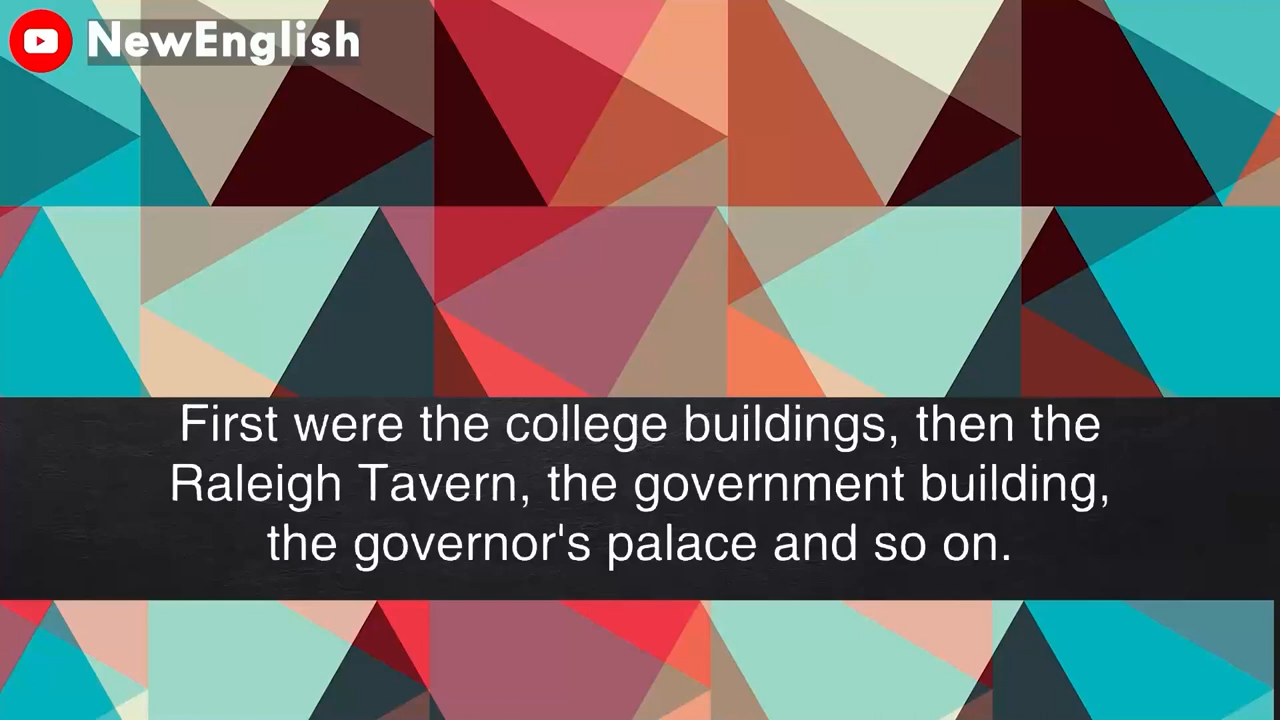 NewEnglish
First were the college buildings, then the
Raleigh Tavern, the government building,
the governor's palace and so on.